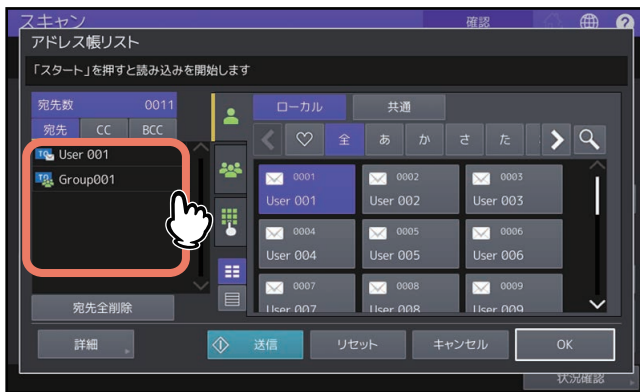 スキャン
確認
アドレス帳リスト
「スタート」を押すと読み込みを開始します
宛先数 0011
宛先 CC BCC
TO User 001
TO Group001
宛先全削除
ローカル 共通
全 あ か さ た
0001
User 001
0002
User 002
0003
User 003
0004
User 004
0005
User 005
0006
User 006
0007
User 007
0008
User 008
0009
User 009
詳細
送信
リセット
キャンセル
OK
状況確認